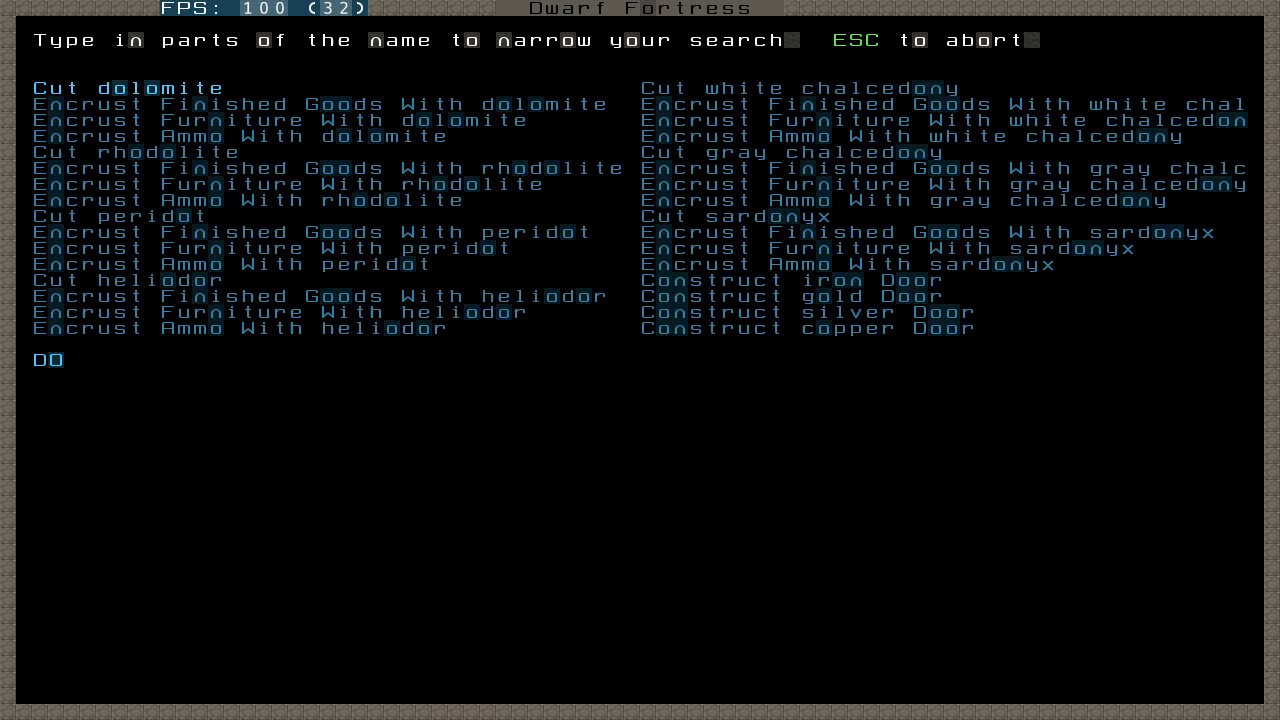 FPS: 100 (32) Dwarf Fortress
Type in parts of the name to narrow your search. ESC to abort.
Cut dolomite
Encrust Finished Goods With dolomite
Encrust Furniture With dolomite
Encrust Ammo With dolomite
Cut rhodolite
Encrust Finished Goods With rhodolite
Encrust Furniture With rhodolite
Encrust Ammo With rhodolite
Cut peridot
Encrust Finished Goods With peridot
Encrust Furniture With peridot
Encrust Ammo With peridot
Cut heliodor
Encrust Finished Goods With heliodor
Encrust Furniture With heliodor
Encrust Ammo With heliodor
Cut white chalcedony
Encrust Finished Goods With white chal
Encrust Furniture With white chalcedon
Encrust Ammo With white chalcedony
Cut gray chalcedony
Encrust Finished Goods With gray chalc
Encrust Furniture With gray chalcedony
Encrust Ammo With gray chalcedony
Cut sardonyx
Encrust Finished Goods With sardonyx
Encrust Furniture With sardonyx
Encrust Ammo With sardonyx
Construct iron Door
Construct gold Door
Construct silver Door
Construct copper Door
DO